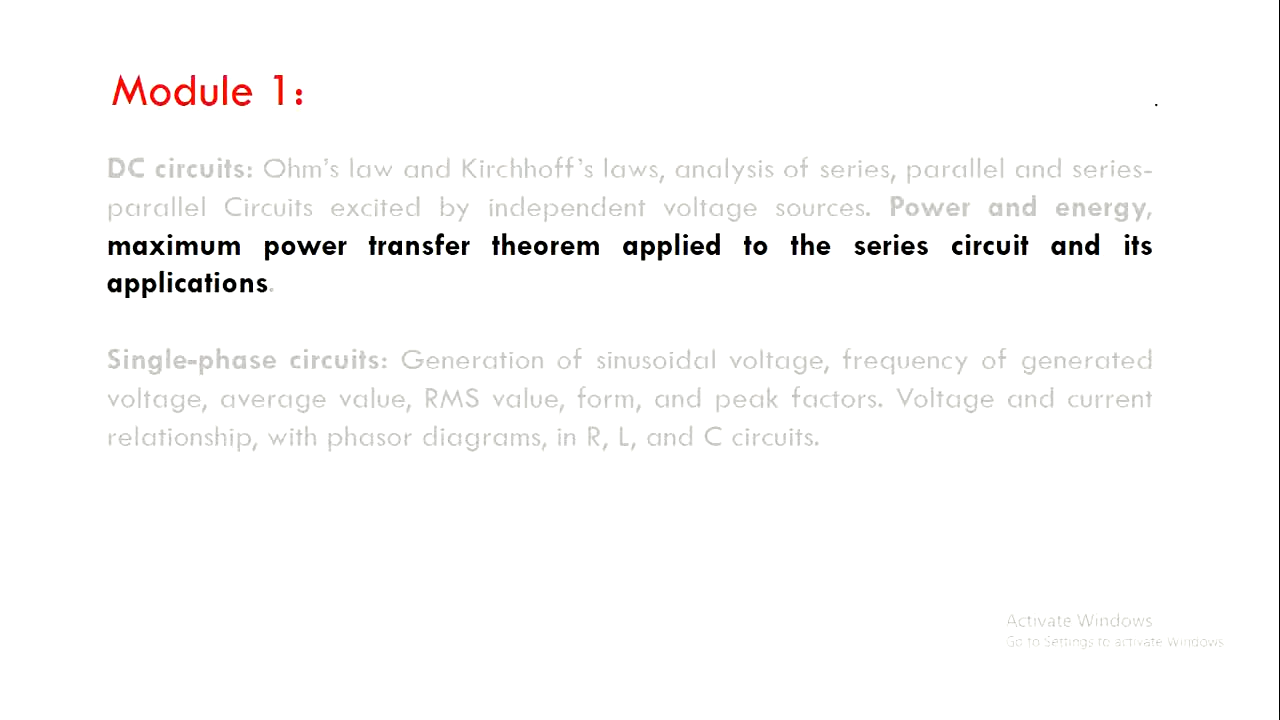 Module 1:
DC circuits: Ohm's law and Kirchhoff's laws, analysis of series, parallel and series-
parallel Circuits excited by independent voltage sources. Power and energy,
maximum power transfer theorem applied to the series circuit and its
applications.
Single-phase circuits: Generation of sinusoidal voltage, frequency of generated
voltage, average value, RMS value, form, and peak factors. Voltage and current
relationship, with phasor diagrams, in R, L, and C circuits.
Activate Windows
Go to Settings to activate Windows.